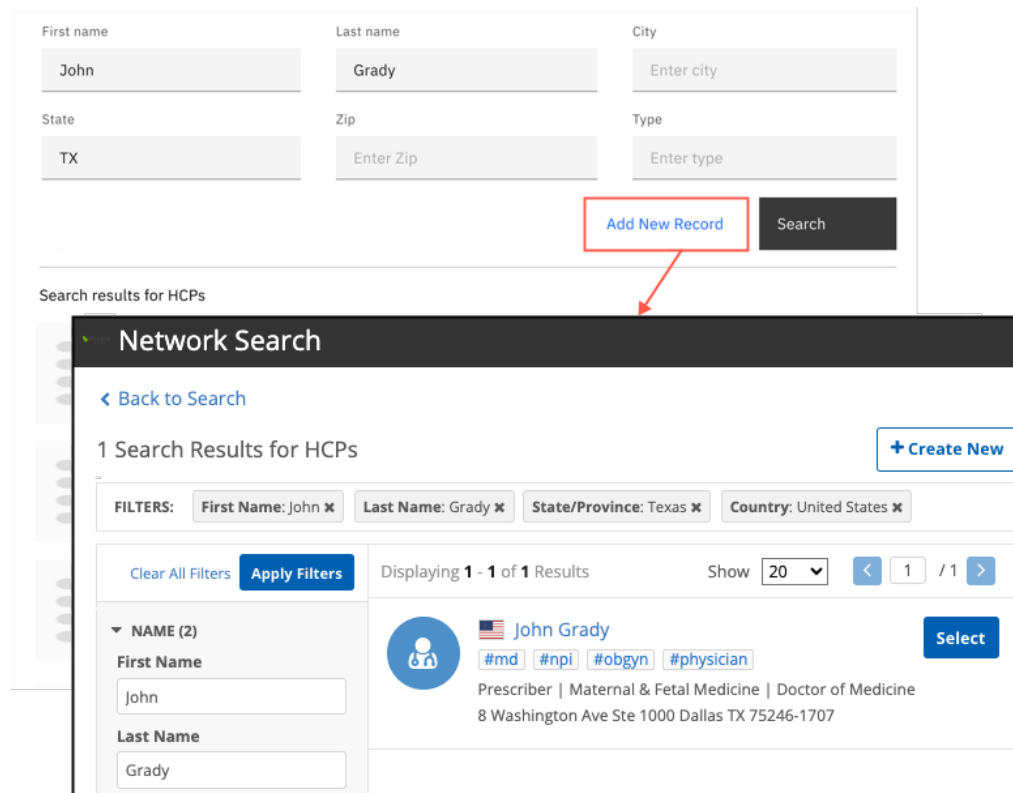 First name Last name City
John Grady Enter city
State Zip Type
TX Enter Zip Enter type
Add New Record Search
Search results for HCPs
Network Search
Back to Search
1 Search Results for HCPs
+ Create New
FILTERS: First Name: John ✖ Last Name: Grady ✖ State/Province: Texas ✖ Country: United States ✖
Clear All Filters Apply Filters Displaying 1 - 1 of 1 Results Show 20 < 1 / 1 >
NAME (2)
First Name
John
Last Name
Grady
John Grady
Select
#md #npi #obgyn #physician
Prescriber | Maternal & Fetal Medicine | Doctor of Medicine
8 Washington Ave Ste 1000 Dallas TX 75246-1707